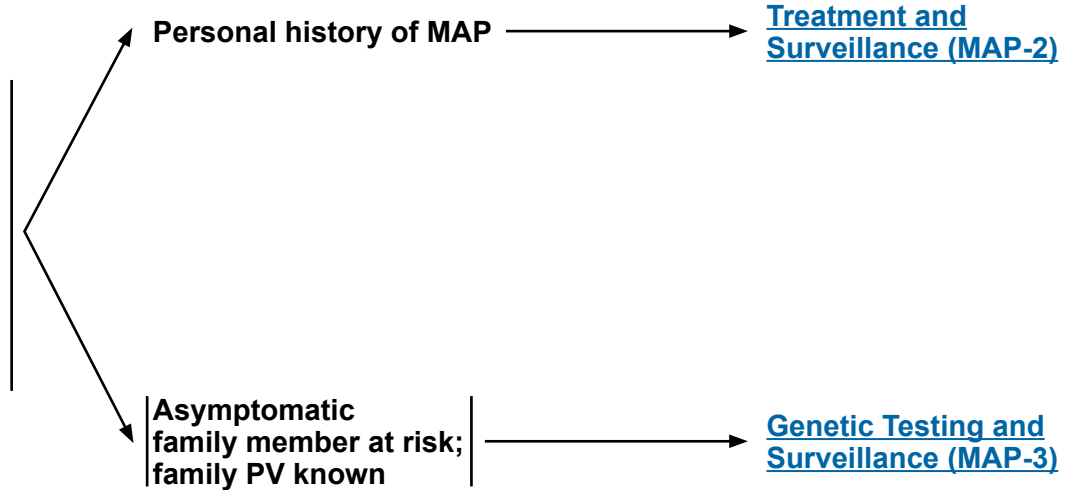 Personal history of MAP
Treatment and
Surveillance (MAP-2)
Asymptomatic
family member at risk;
family PV known
Genetic Testing and
Surveillance (MAP-3)